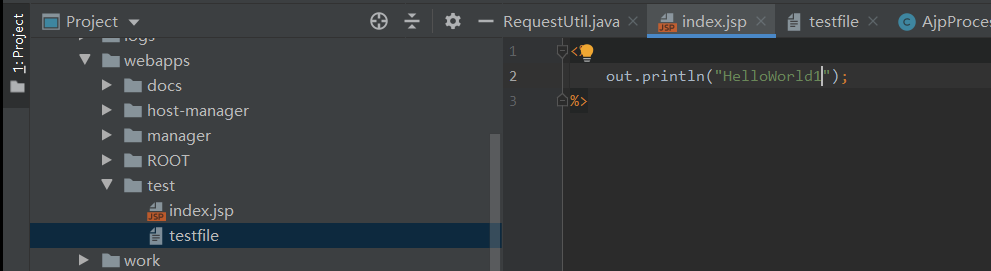 1: Project
Project
RequestUtil.java
index.jsp
testfile
AjpProces
logs
webapps
docs
host-manager
manager
ROOT
test
JSP index.jsp
testfile
work
1 <
2 out.println("HelloWorld1");
3 %>